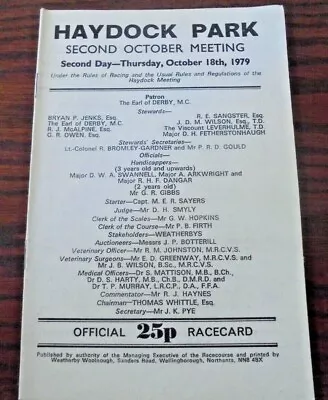 HAYDOCK PARK
SECOND OCTOBER MEETING
Second Day—Thursday, October 18th, 1979
Under the Rules of Racing and the Usual Rules and Regulations of the
Haydock Meeting
Patron
The Earl of DERBY, M.C.
Stewards—
BRYAN P. JENKS, Esq. R. E. SANGSTER, Esq.
The Earl of DERBY, M.C. J. D. M. WILSON, Esq., T.D.
R. J. McALPINE, Esq. The Viscount LEVERHULME, T.D.
G. R. OWEN, Esq. Major D. H. FETHERSTONHAUGH
Stewards' Secretaries—
Lt.-Colonel R. BROMLEY-GARDNER and Mr P. R. D. GOULD
Officials—
Handicappers—
(3 years old and upwards)
Major D. W. A. SWANNELL, Major A. ARKWRIGHT and
Major R. H. F. DANGAR
(2 years old)
Mr G. R. GIBBS
Starter—Capt. M. E. R. SAYERS
Judge—Mr D. H. SMYLY
Clerk of the Scales—Mr G. W. HOPKINS
Clerk of the Course—Mr P. B. FIRTH
Stakeholders—WEATHERBYS
Auctioneers—Messrs J. P. BOTTERILL
Veterinary Officer—Mr R. M. JOHNSTON, M.R.C.V.S.
Veterinary Surgeons—Mr E. D. GREENWAY, M.R.C.V.S. and
Mr J. B. WILSON, B.Sc., M.R.C.V.S.
Medical Officers—Dr S. MATTISON, M.B., B.Ch.,
Dr D. S. HARTY, M.B., Ch.B., D.M.R.D. and
Dr T. P. MURRAY, L.R.C.P., D.A., F.F.A.
Commentator—Mr R. J. HAYNES
Chairman—THOMAS WHITTLE, Esq.
Secretary—Mr J. K. PYE
OFFICIAL 25p RACECARD
Published by authority of the Managing Executive of the Racecourse and printed by
Weatherby Woolnough, Sanders Road, Wellingborough, Northants, NN8 4BX